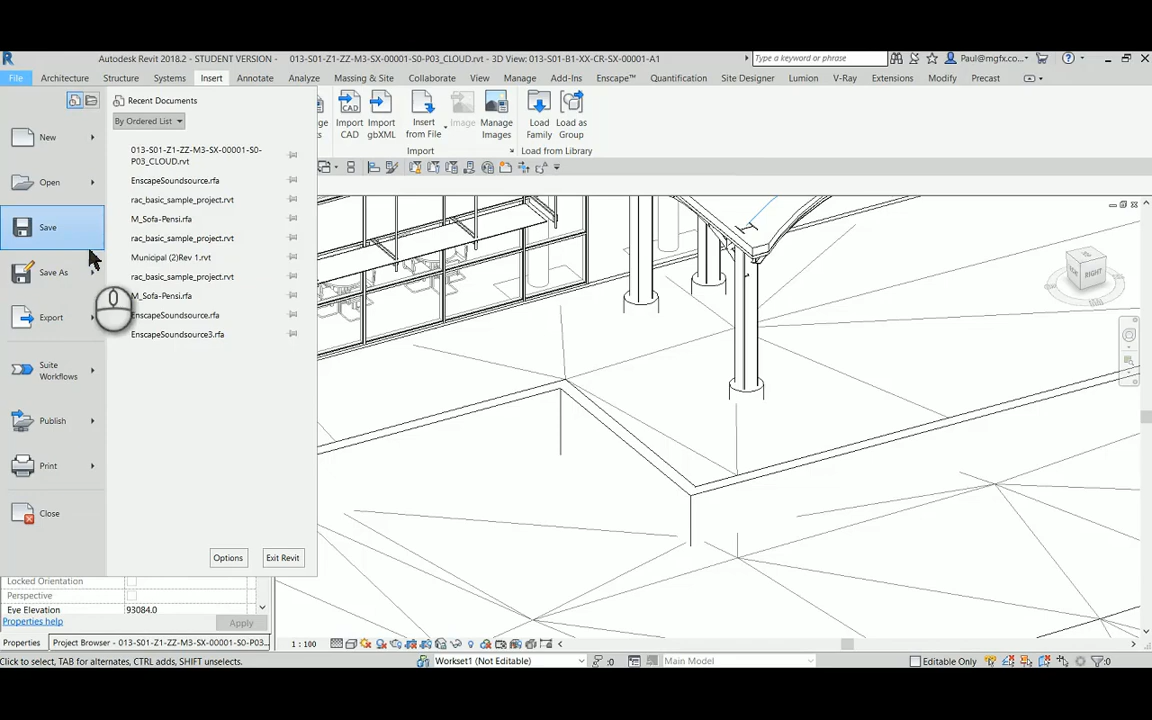 Autodesk Revit 2018.2 - STUDENT VERSION - 013-S01-Z1-ZZ-M3-SX-00001-S0-P03_CLOUD.rvt - 3D View: 013-S01-B1-XX-CR-SX-00001-A1
Type a keyword or phrase
Paul@mgfx.co...
File Architecture Structure Systems Insert Annotate Analyze Massing & Site Collaborate View Manage Add-Ins Enscape™ Quantification Site Designer Lumion V-Ray Extensions Modify Precast
Recent Documents
By Ordered List
New
Open
Save
Save As
Export
Suite
Workflows
Publish
Print
Close
013-S01-Z1-ZZ-M3-SX-00001-S0-
P03_CLOUD.rvt
EnscapeSoundsource.rfa
rac_basic_sample_project.rvt
M_Sofa-Pensi.rfa
rac_basic_sample_project.rvt
Municipal (2)Rev 1.rvt
rac_basic_sample_project.rvt
M_Sofa-Pensi.rfa
EnscapeSoundsource.rfa
EnscapeSoundsource3.rfa
Options Exit Revit
Import
CAD
Import
gbXML
Insert
from File
Image
Manage
Images
Load
Family
Load as
Group
Import
Load from Library
RIGHT
Locked Orientation
Perspective
Eye Elevation 93084.0
Properties help Apply
Properties Project Browser - 013-S01-Z1-ZZ-M3-SX-00001-S0-P03...
1 : 100
Click to select, TAB for alternates, CTRL adds, SHIFT unselects.
Workset1 (Not Editable) :0 Main Model Editable Only :0